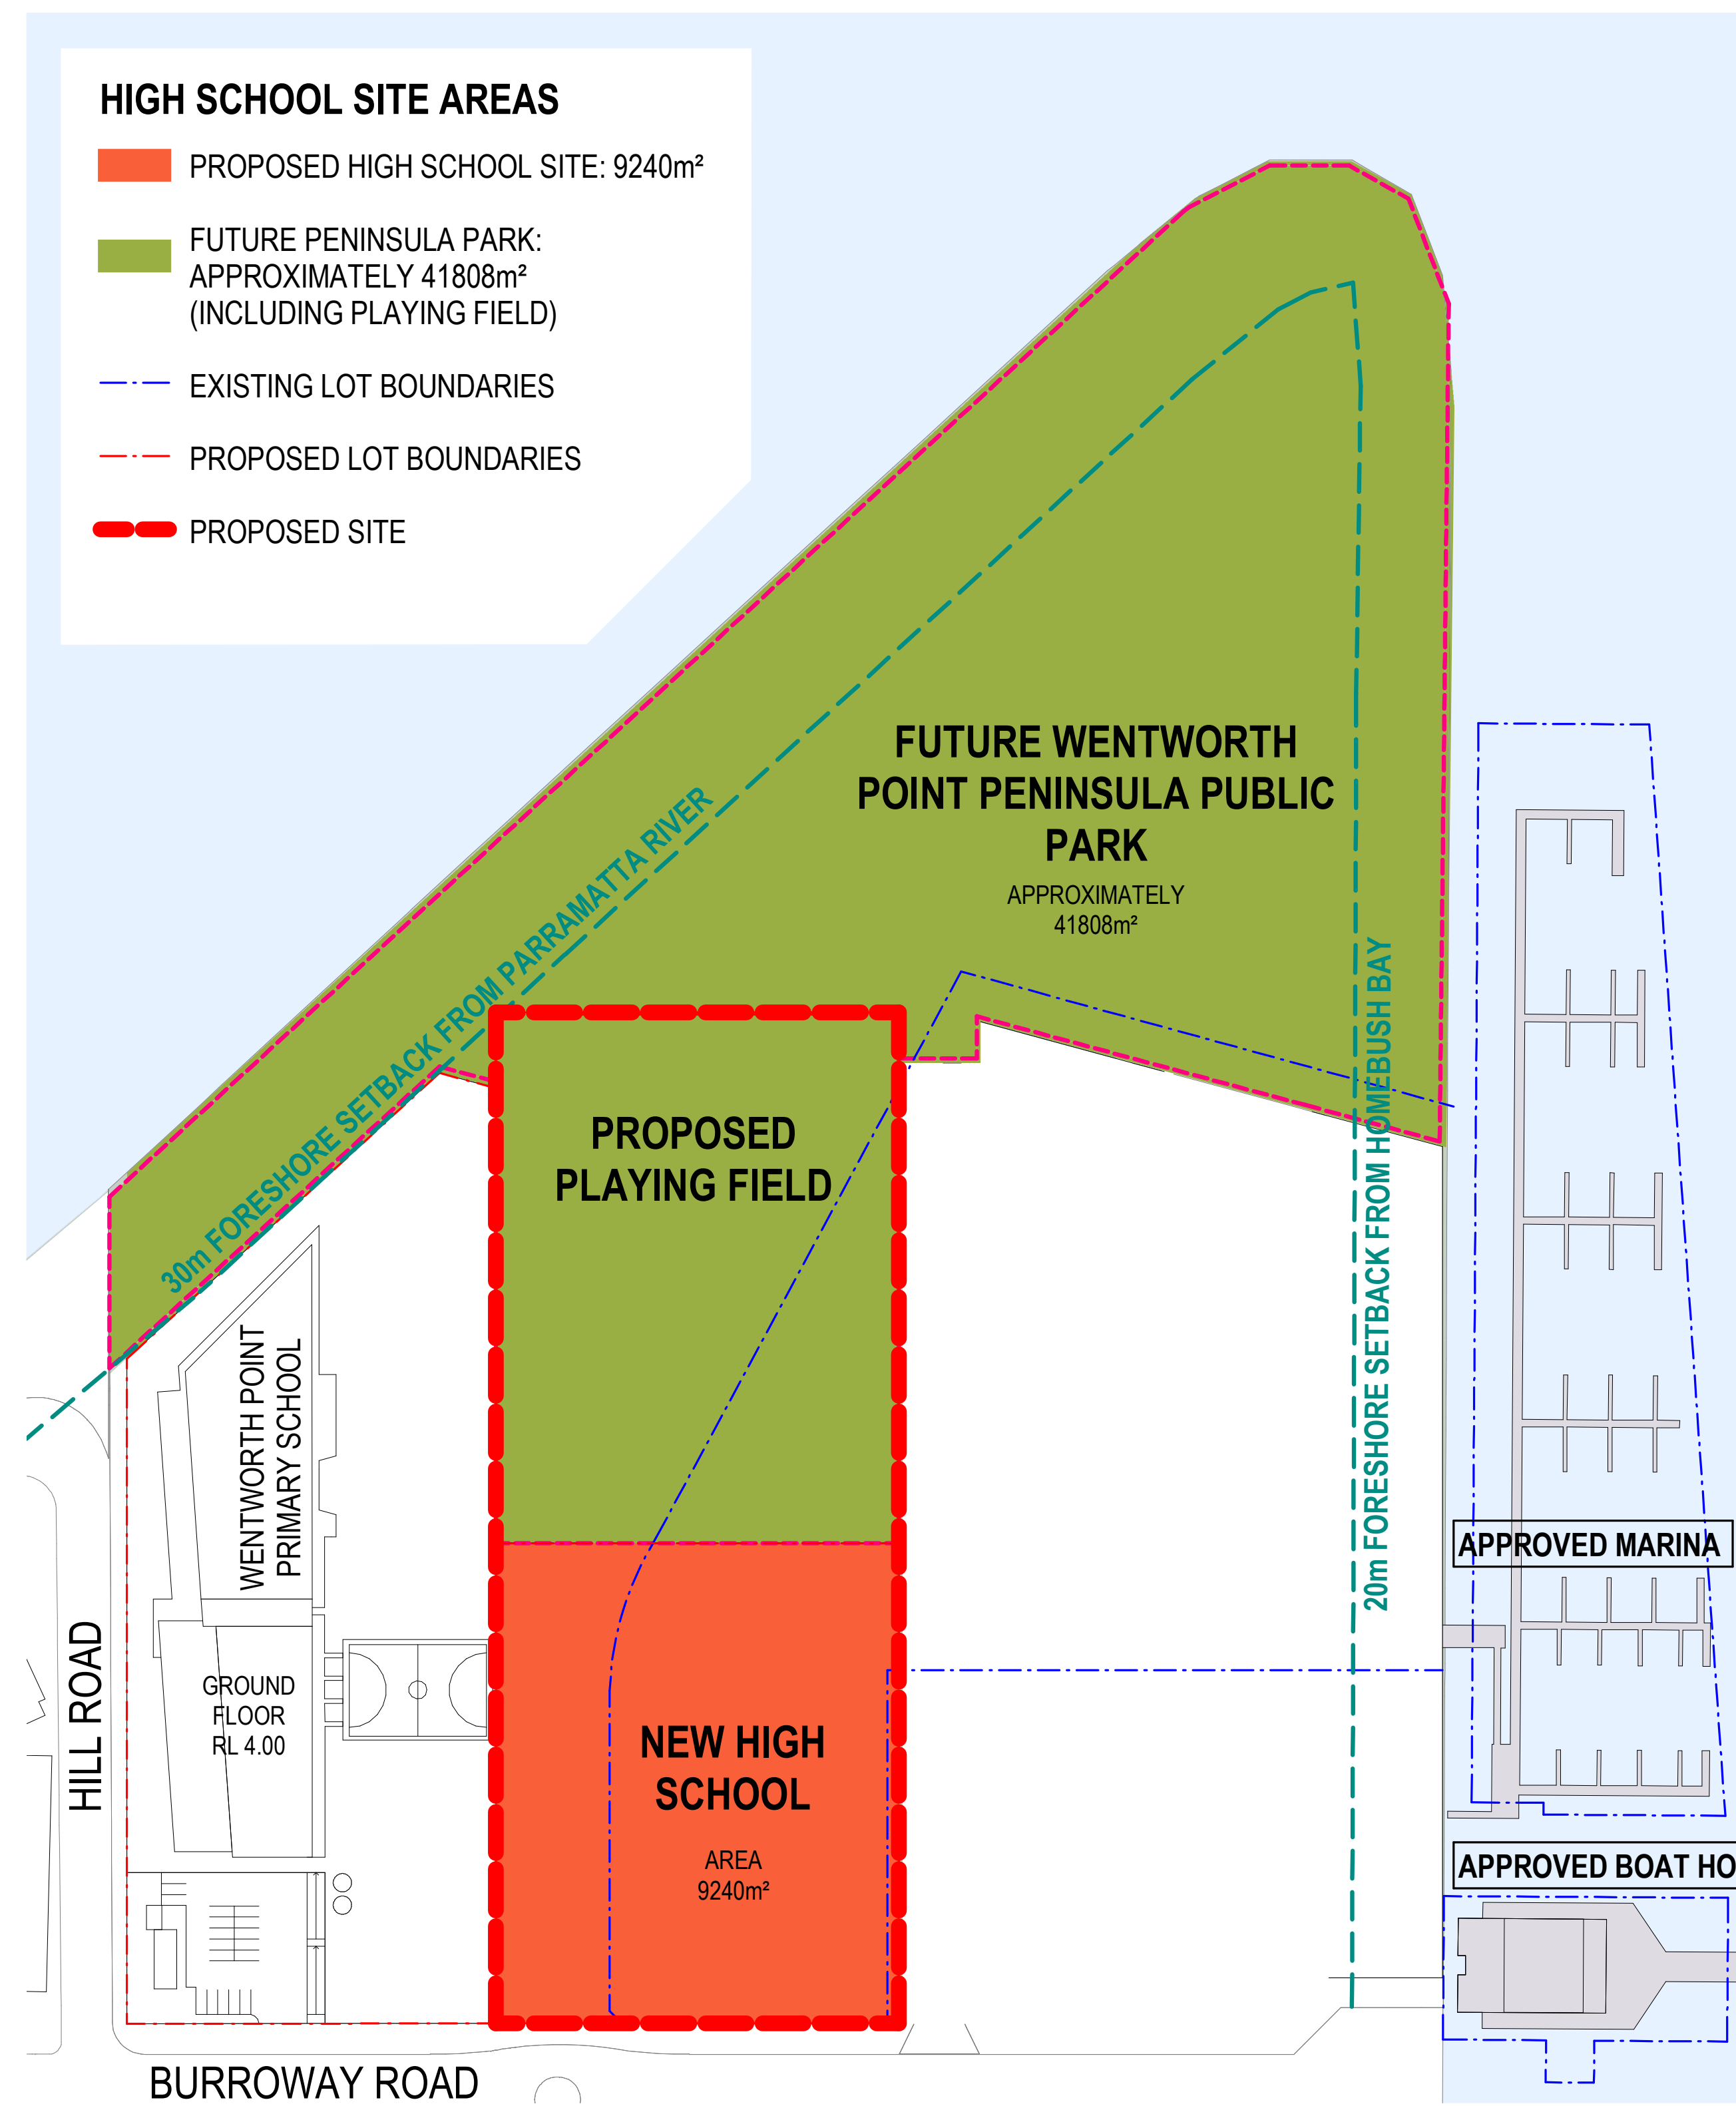 HIGH SCHOOL SITE AREAS
PROPOSED HIGH SCHOOL SITE: 9240m²
FUTURE PENINSULA PARK:
APPROXIMATELY 41808m²
(INCLUDING PLAYING FIELD)
EXISTING LOT BOUNDARIES
PROPOSED LOT BOUNDARIES
PROPOSED SITE
FUTURE WENTWORTH
POINT PENINSULA PUBLIC
PARK
APPROXIMATELY
41808m²
30m FORESHORE SETBACK FROM PARRAMATTA RIVER
20m FORESHORE SETBACK FROM HOMEBUSH BAY
PROPOSED
PLAYING FIELD
WENTWORTH POINT
PRIMARY SCHOOL
GROUND
FLOOR
RL 4.00
HILL ROAD
NEW HIGH
SCHOOL
AREA
9240m²
APPROVED MARINA
APPROVED BOAT HO
BURROWAY ROAD